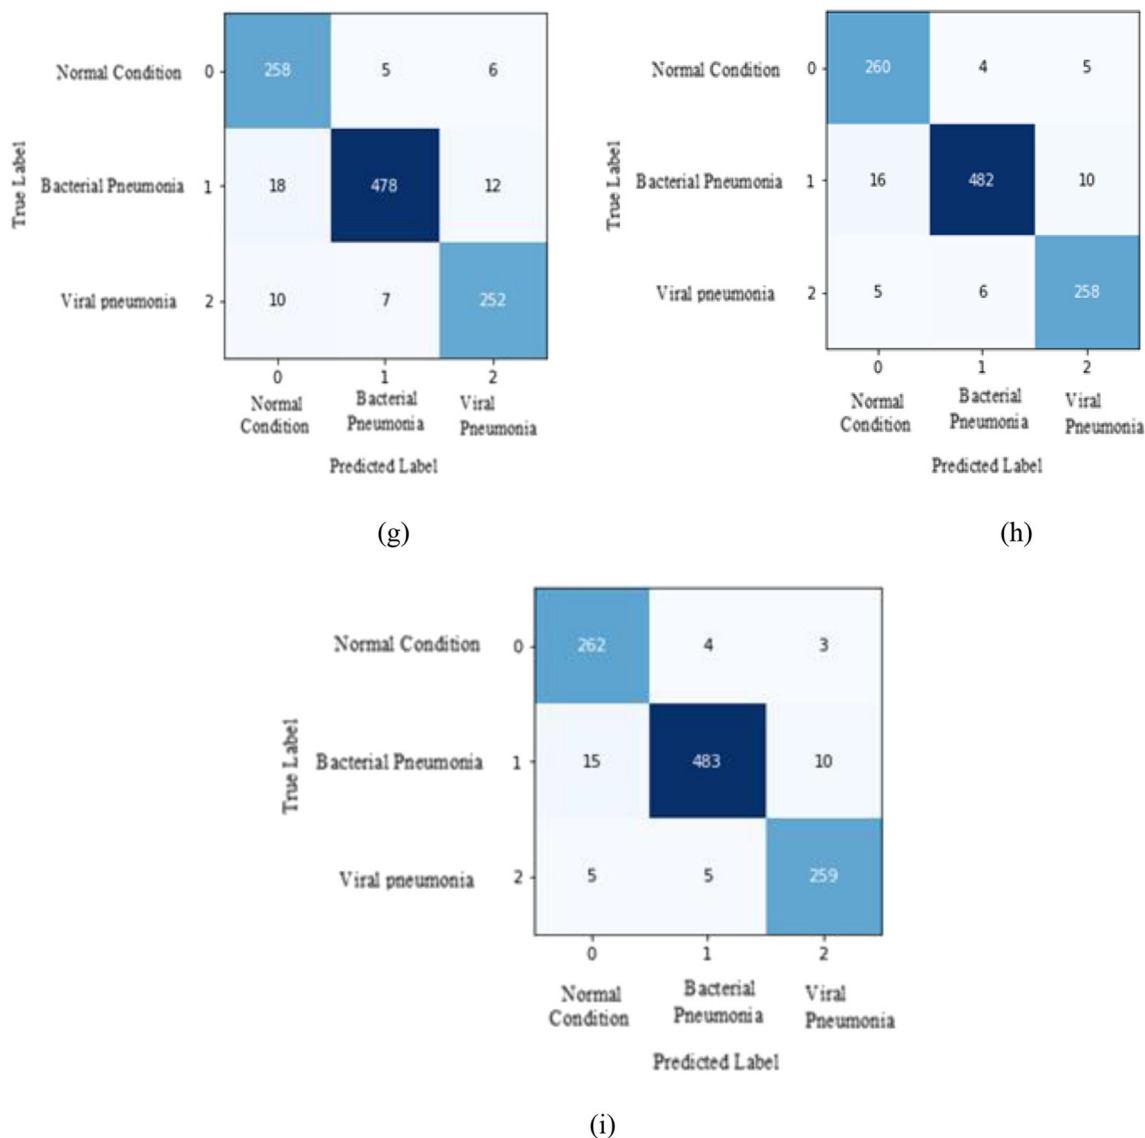 Normal Condition 0 258 5 6
True Label
Bacterial Pneumonia 1 18 478 12
Viral pneumonia 2 10 7 252
0 1 2
Normal Condition
Bacterial Pneumonia
Viral Pneumonia
Predicted Label
(g)
Normal Condition 0 260 4 5
True Label
Bacterial Pneumonia 1 16 482 10
Viral pneumonia 2 5 6 258
0 1 2
Normal Condition
Bacterial Pneumonia
Viral Pneumonia
Predicted Label
(h)
Normal Condition 0 262 4 3
True Label
Bacterial Pneumonia 1 15 483 10
Viral pneumonia 2 5 5 259
0 1 2
Normal Condition
Bacterial Pneumonia
Viral Pneumonia
Predicted Label
(i)